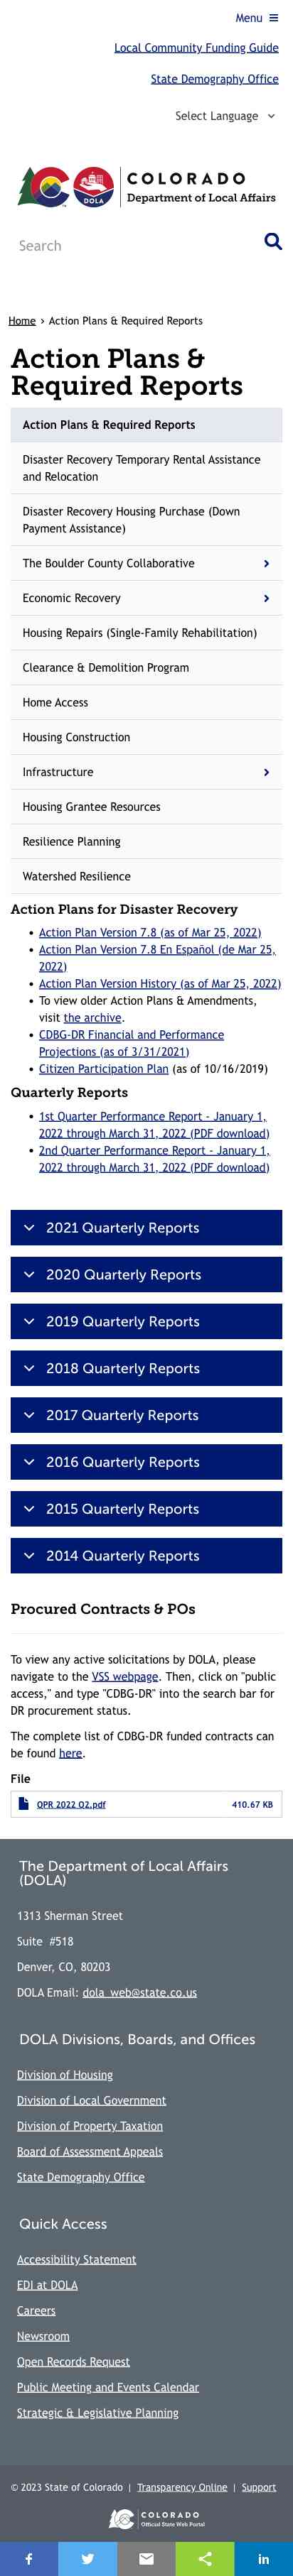 Menu
Local Community Funding Guide
State Demography Office
Select Language
DOLA
COLORADO
Department of Local Affairs
Search
Home › Action Plans & Required Reports
Action Plans &
Required Reports
Action Plans & Required Reports
Disaster Recovery Temporary Rental Assistance
and Relocation
Disaster Recovery Housing Purchase (Down
Payment Assistance)
The Boulder County Collaborative
Economic Recovery
Housing Repairs (Single-Family Rehabilitation)
Clearance & Demolition Program
Home Access
Housing Construction
Infrastructure
Housing Grantee Resources
Resilience Planning
Watershed Resilience
Action Plans for Disaster Recovery
• Action Plan Version 7.8 (as of Mar 25, 2022)
• Action Plan Version 7.8 En Español (de Mar 25,
2022)
• Action Plan Version History (as of Mar 25, 2022)
• To view older Action Plans & Amendments,
visit the archive.
• CDBG-DR Financial and Performance
Projections (as of 3/31/2021)
• Citizen Participation Plan (as of 10/16/2019)
Quarterly Reports
• 1st Quarter Performance Report - January 1,
2022 through March 31, 2022 (PDF download)
• 2nd Quarter Performance Report - January 1,
2022 through March 31, 2022 (PDF download)
2021 Quarterly Reports
2020 Quarterly Reports
2019 Quarterly Reports
2018 Quarterly Reports
2017 Quarterly Reports
2016 Quarterly Reports
2015 Quarterly Reports
2014 Quarterly Reports
Procured Contracts & POs
To view any active solicitations by DOLA, please
navigate to the VSS webpage. Then, click on "public
access," and type "CDBG-DR" into the search bar for
DR procurement status.
The complete list of CDBG-DR funded contracts can
be found here.
File
QPR 2022 Q2.pdf 410.67 KB
The Department of Local Affairs
(DOLA)
1313 Sherman Street
Suite #518
Denver, CO, 80203
DOLA Email: dola_web@state.co.us
DOLA Divisions, Boards, and Offices
Division of Housing
Division of Local Government
Division of Property Taxation
Board of Assessment Appeals
State Demography Office
Quick Access
Accessibility Statement
EDI at DOLA
Careers
Newsroom
Open Records Request
Public Meeting and Events Calendar
Strategic & Legislative Planning
© 2023 State of Colorado | Transparency Online | Support
COLORADO
Official State Web Portal